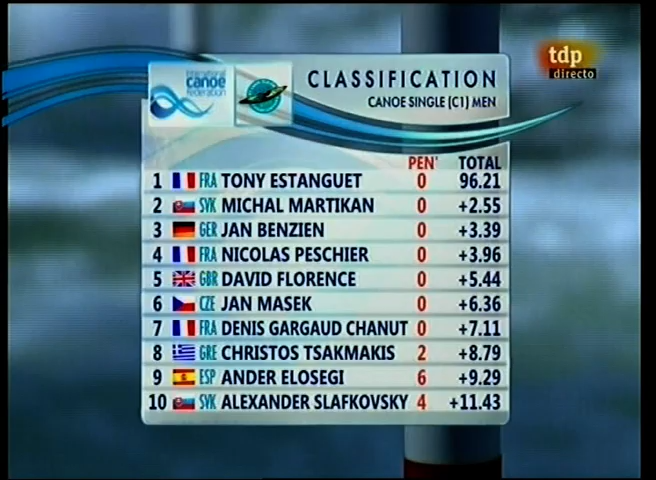 tdp
directo
International
canoe
federation
CLASSIFICATION
CANOE SINGLE (C1) MEN
PEN' TOTAL
1 FRA TONY ESTANGUET 0 96.21
2 SVK MICHAL MARTIKAN 0 +2.55
3 GER JAN BENZIEN 0 +3.39
4 FRA NICOLAS PESCHIER 0 +3.96
5 GBR DAVID FLORENCE 0 +5.44
6 CZE JAN MASEK 0 +6.36
7 FRA DENIS GARGAUD CHANUT 0 +7.11
8 GRE CHRISTOS TSAKMAKIS 2 +8.79
9 ESP ANDER ELOSEGI 6 +9.29
10 SVK ALEXANDER SLAFKOVSKY 4 +11.43